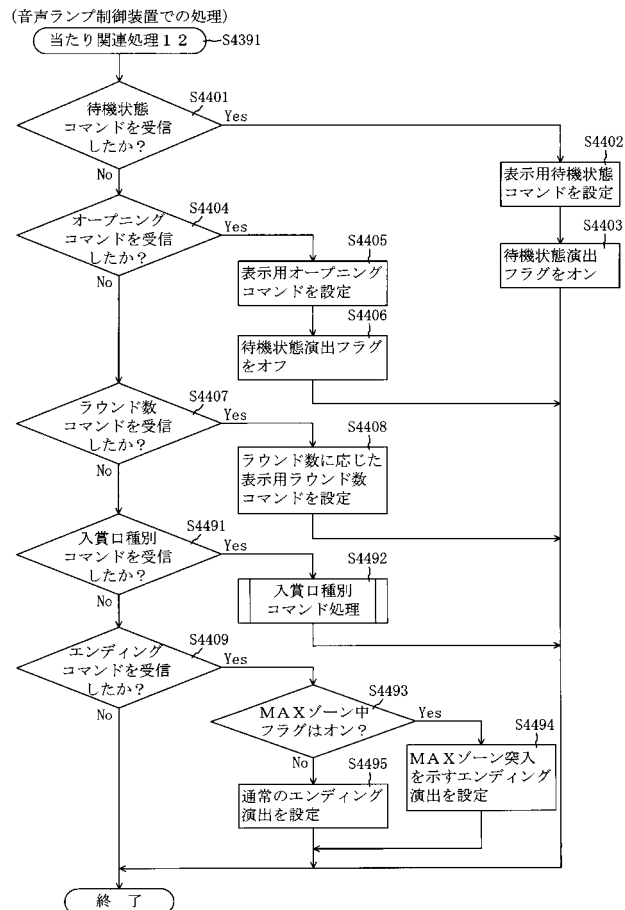 (音声ランプ制御装置での処理)
当たり関連処理12
S4391
S4401
待機状態
コマンドを受信
したか?
Yes
No
S4402
表示用待機状態
コマンドを設定
S4403
待機状態演出
フラグをオン
S4404
オープニング
コマンドを受信
したか?
Yes
No
S4405
表示用オープニング
コマンドを設定
S4406
待機状態演出フラグ
をオフ
S4407
ラウンド数
コマンドを受信
したか?
Yes
No
S4408
ラウンド数に応じた
表示用ラウンド数
コマンドを設定
S4491
入賞口種別
コマンドを受信
したか?
Yes
No
S4492
入賞口種別
コマンド処理
S4409
エンディング
コマンドを受信
したか?
Yes
No
S4493
MAXゾーン中
フラグはオン?
Yes
No
S4494
MAXゾーン突入
を示すエンディング
演出を設定
S4495
通常のエンディング
演出を設定
終 了